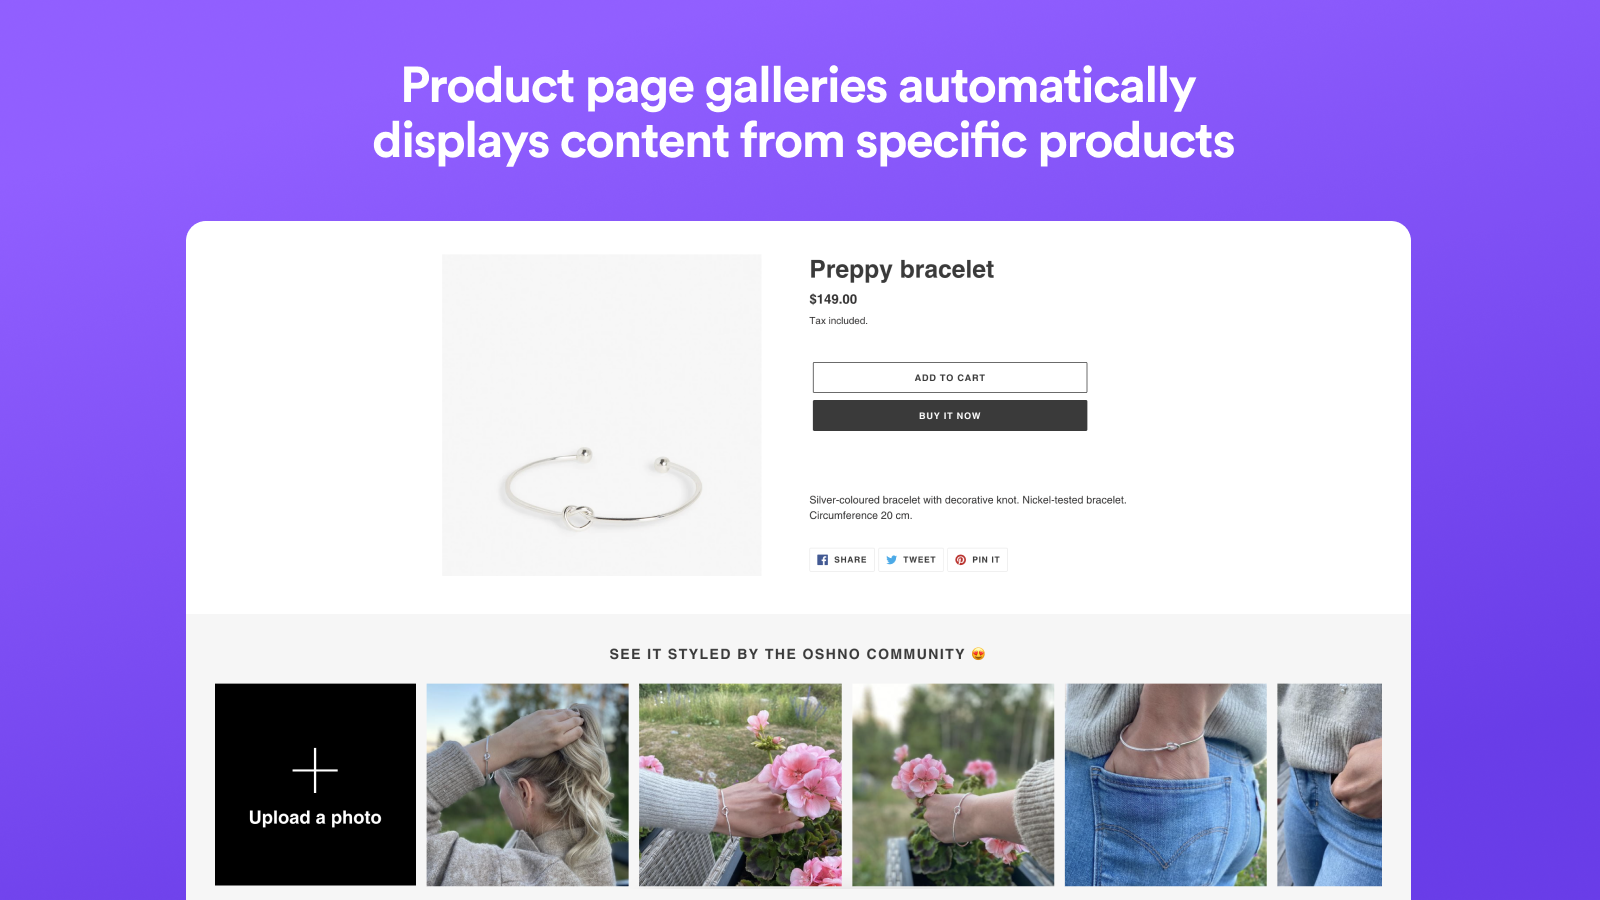 Product page galleries automatically
displays content from specific products
Preppy bracelet
$149.00
Tax included.
ADD TO CART
BUY IT NOW
Silver-coloured bracelet with decorative knot. Nickel-tested bracelet.
Circumference 20 cm.
SHARE TWEET PIN IT
SEE IT STYLED BY THE OSHNO COMMUNITY 😍
Upload a photo